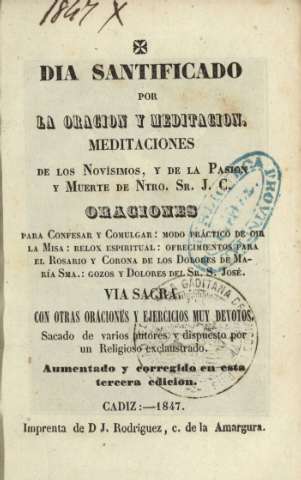 1847 X
DIA SANTIFICADO
POR
LA ORACION Y MEDITACION.
MEDITACIONES
DE LOS NOVÍSIMOS, Y DE LA PASION
Y MUERTE DE NTRO. SR. J. C.
ORACIONES
PARA CONFESAR Y COMULGAR: MODO PRÁCTICO DE OIR
LA MISA: RELOX ESPIRITUAL: OFRECIMIENTOS PARA
EL ROSARIO Y CORONA DE LOS DOLORES DE MA-
RÍA SMA.: GOZOS Y DOLORES DEL SR. S. JOSÉ.
VIA SACRA,
CON OTRAS ORACIONES Y EJERCICIOS MUY DEVOTOS.
Sacado de varios autores y dispuesto por
un Religioso exclaustrado.
Aumentado y corregido en esta
tercera edicion.
CADIZ:—1847.
Imprenta de D J. Rodriguez, c. de la Amargura.
GADITANA